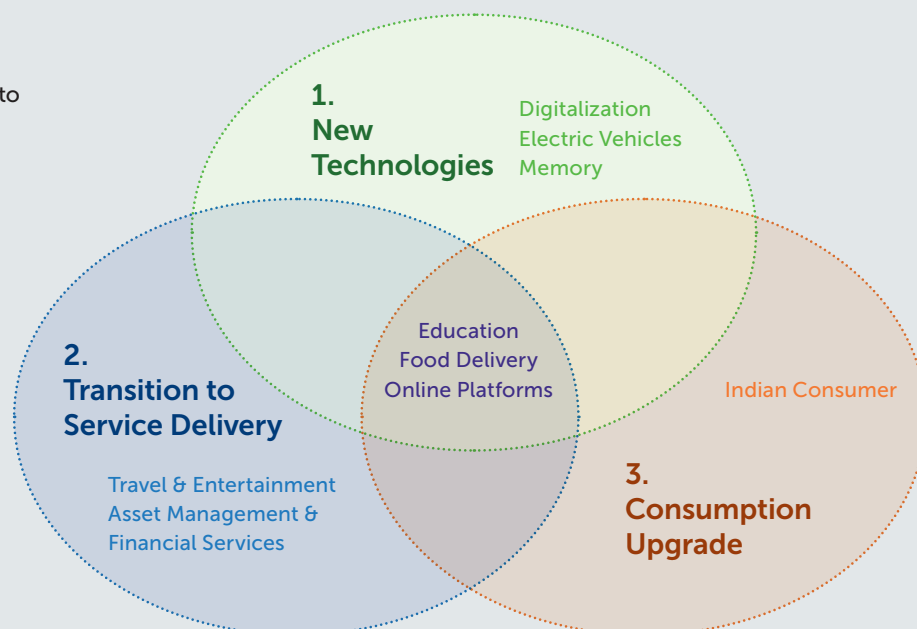 to
1.
New
Technologies
Digitalization
Electric Vehicles
Memory
Education
Food Delivery
Online Platforms
2.
Transition to
Service Delivery
Travel & Entertainment
Asset Management &
Financial Services
Indian Consumer
3.
Consumption
Upgrade